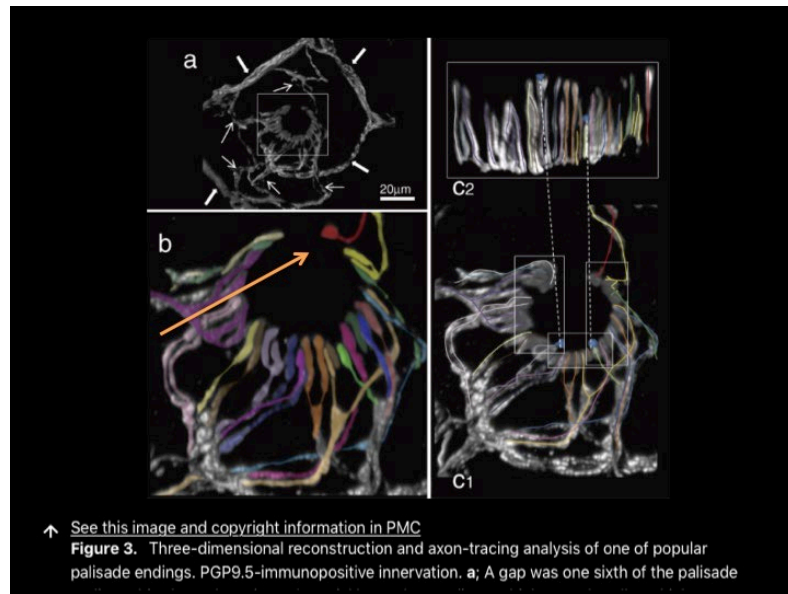 a
20μm
b
C2
C1
See this image and copyright information in PMC
Figure 3. Three-dimensional reconstruction and axon-tracing analysis of one of popular
palisade endings. PGP9.5-immunopositive innervation. a; A gap was one sixth of the palisade